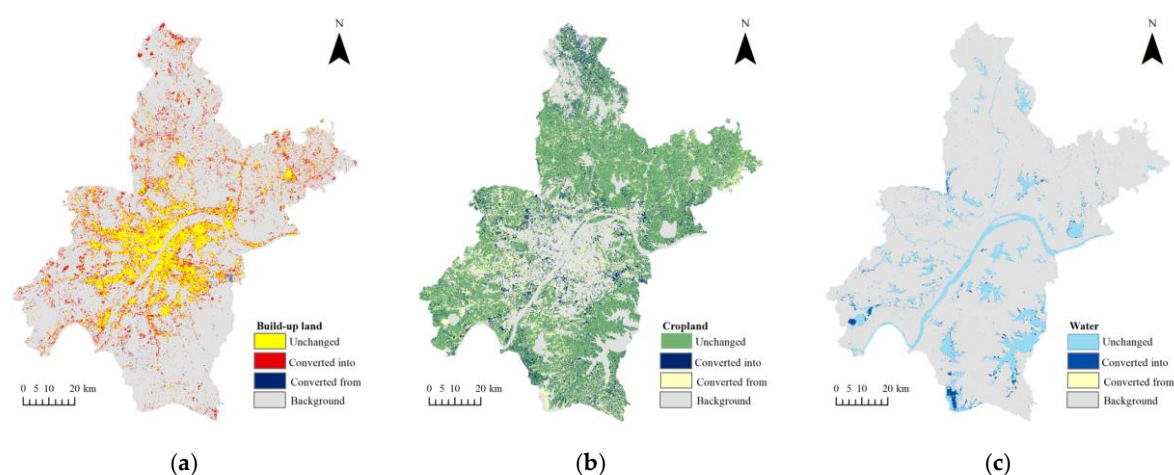 N
Build-up land
Unchanged
Converted into
Converted from
Background
0 5 10 20 km
(a)
N
Cropland
Unchanged
Converted into
Converted from
Background
0 5 10 20 km
(b)
N
Water
Unchanged
Converted into
Converted from
Background
0 5 10 20 km
(c)